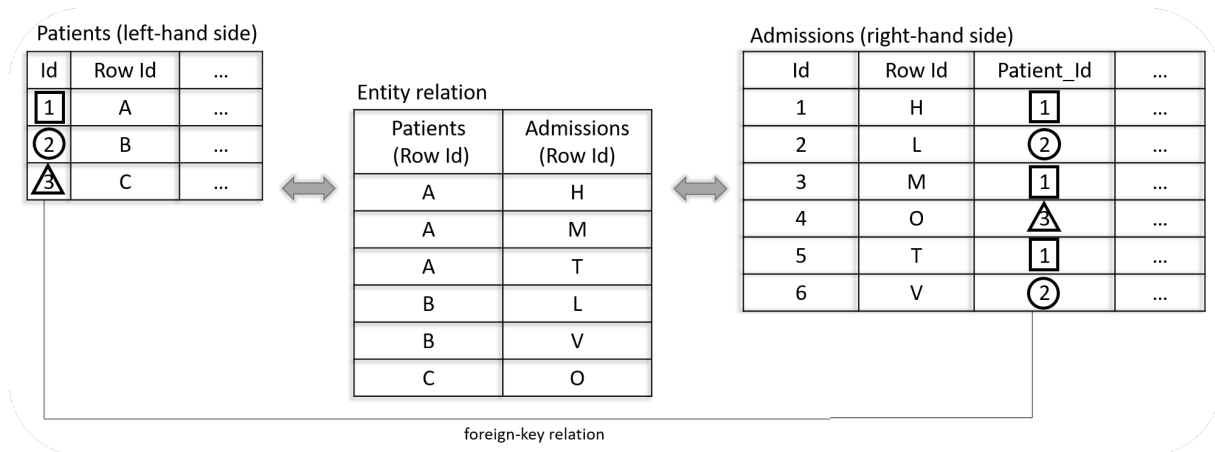 Patients (left-hand side)
Id Row Id ...
1 A ...
2 B ...
3 C ...
Entity relation
Patients (Row Id) Admissions (Row Id)
A H
A M
A T
B L
B V
C O
Admissions (right-hand side)
Id Row Id Patient_Id ...
1 H 1 ...
2 L 2 ...
3 M 1 ...
4 O 3 ...
5 T 1 ...
6 V 2 ...
foreign-key relation